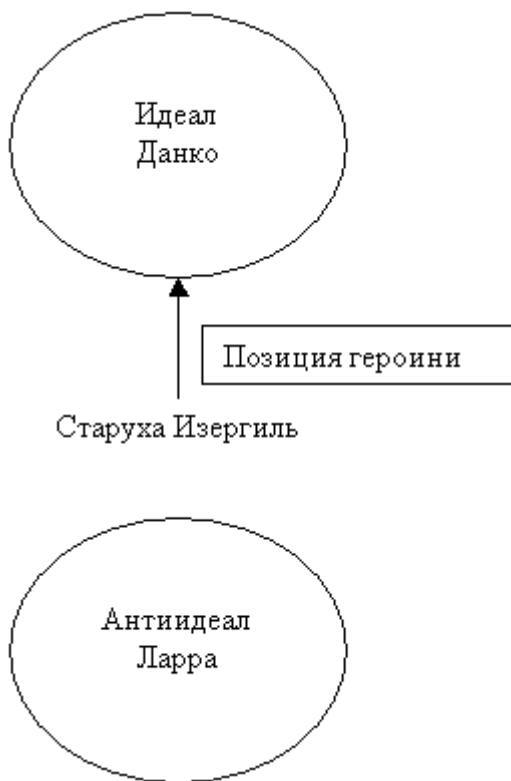 Идеал
Данко
Позиция героини
Старуха Изергиль
Антиидеал
Ларра